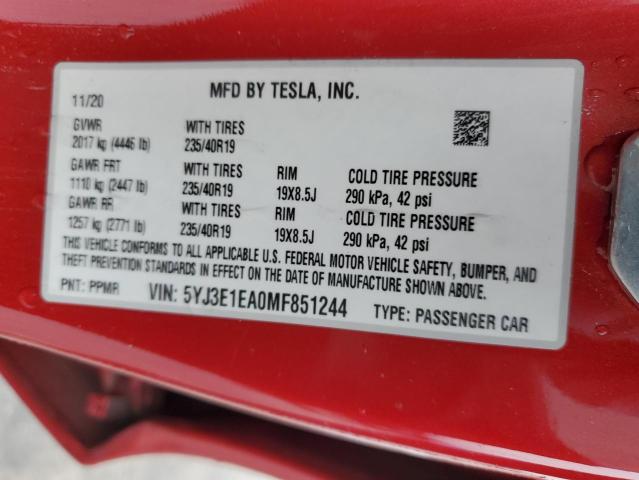 MFD BY TESLA, INC.
11/20
GVWR WITH TIRES
2017 kg (4446 lb) 235/40R19
GAWR FRT WITH TIRES RIM COLD TIRE PRESSURE
1110 kg (2447 lb) 235/40R19 19X8.5J 290 kPa, 42 psi
GAWR RR WITH TIRES RIM COLD TIRE PRESSURE
1257 kg (2771 lb) 235/40R19 19X8.5J 290 kPa, 42 psi
THIS VEHICLE CONFORMS TO ALL APPLICABLE U.S. FEDERAL MOTOR VEHICLE SAFETY, BUMPER, AND
THEFT PREVENTION STANDARDS IN EFFECT ON THE DATE OF MANUFACTURE SHOWN ABOVE.
PNT: PPMR VIN: 5YJ3E1EA0MF851244 TYPE: PASSENGER CAR